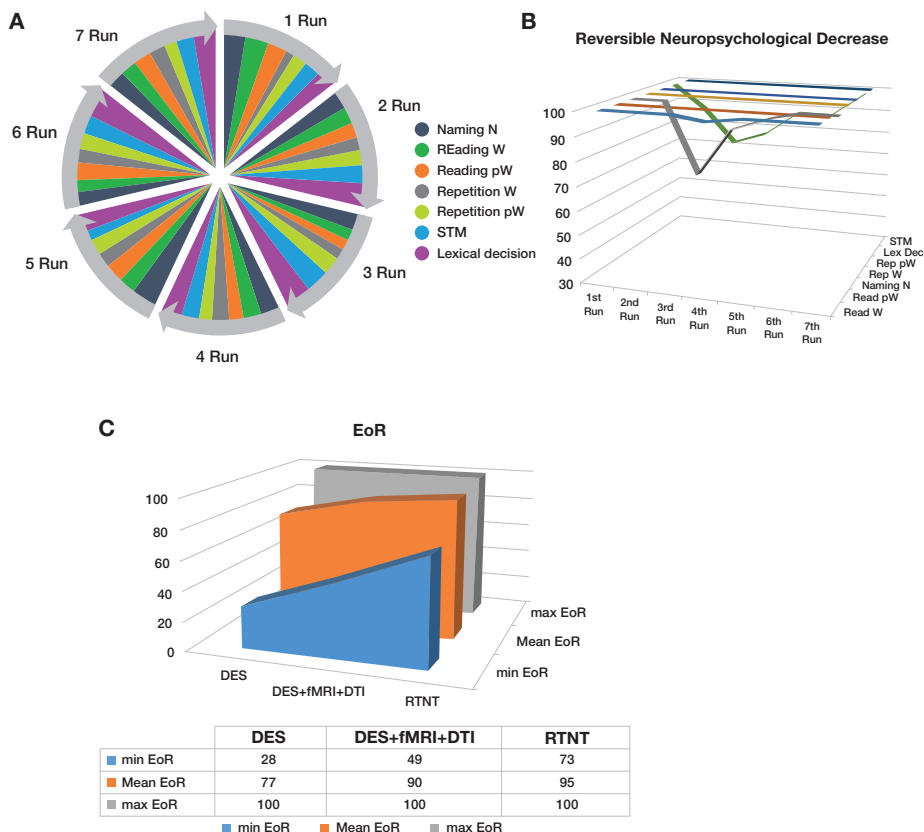 A
1 Run
2 Run
3 Run
4 Run
5 Run
6 Run
7 Run
Naming N
REading W
Reading pW
Repetition W
Repetition pW
STM
Lexical decision
B
Reversible Neuropsychological Decrease
100
90
80
70
60
50
40
30
1st Run
2nd Run
3rd Run
4th Run
5th Run
6th Run
7th Run
STM
Lex Dec
Rep pW
Rep W
Naming N
Read pW
Read W
C
EoR
100
80
60
40
20
0
DES
DES+fMRI+DTI
RTNT
max EoR
Mean EoR
min EoR
DES DES+fMRI+DTI RTNT
min EoR 28 49 73
Mean EoR 77 90 95
max EoR 100 100 100
min EoR Mean EoR max EoR